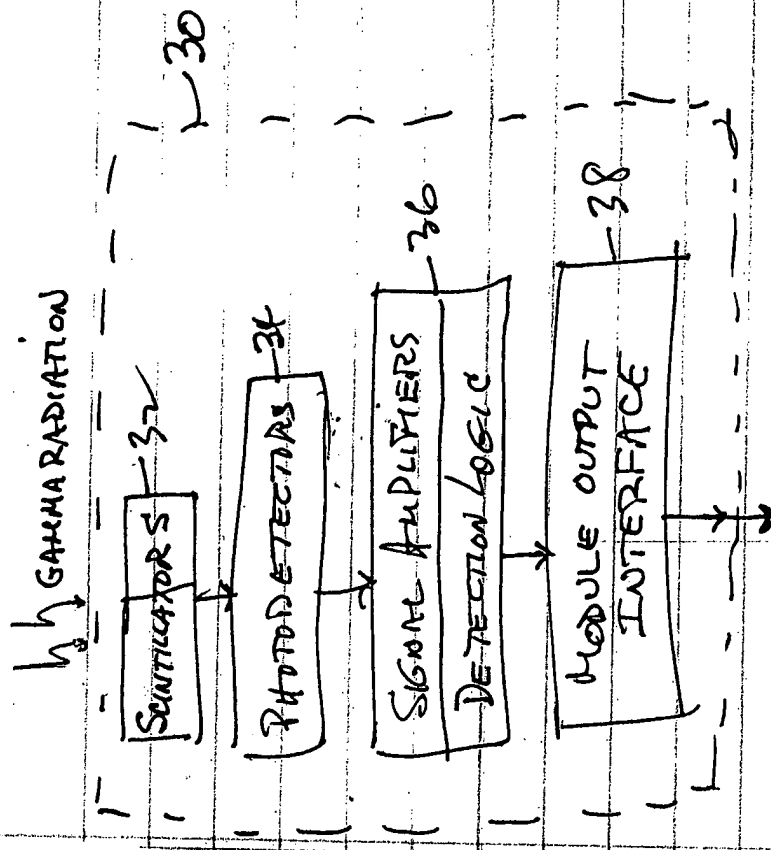 GAMMA RADIATION
30
SCINTILLATORS
32
PHOTODETECTORS
34
SIGNAL AMPLIFIERS
DETECTION LOGIC
36
MODULE OUTPUT
INTERFACE
38